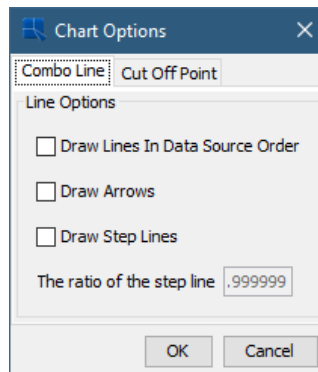 Chart Options
Combo Line Cut Off Point
Line Options
Draw Lines In Data Source Order
Draw Arrows
Draw Step Lines
The ratio of the step line .999999
OK Cancel